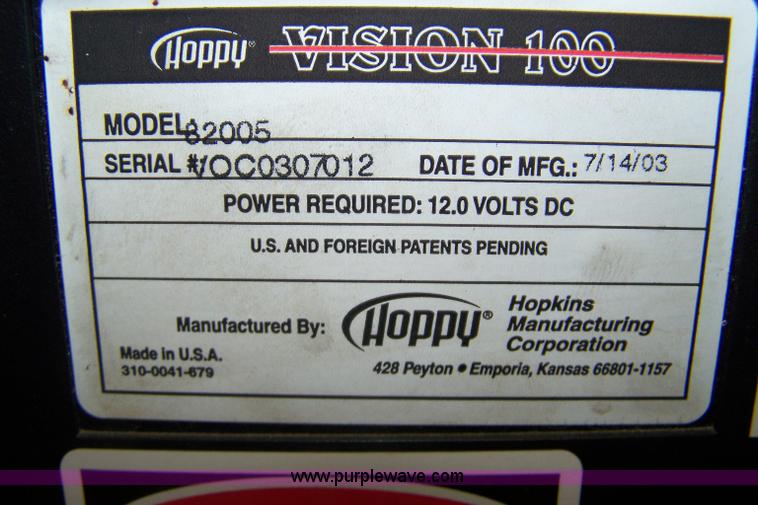 HOPPY® VISION 100
MODEL: 82005
SERIAL #VOC0307012 DATE OF MFG.: 7/14/03
POWER REQUIRED: 12.0 VOLTS DC
U.S. AND FOREIGN PATENTS PENDING
Manufactured By: HOPPY® Hopkins
Manufacturing
Corporation
Made in U.S.A.
310-0041-679
428 Peyton • Emporia, Kansas 66801-1157
www.purplewave.com